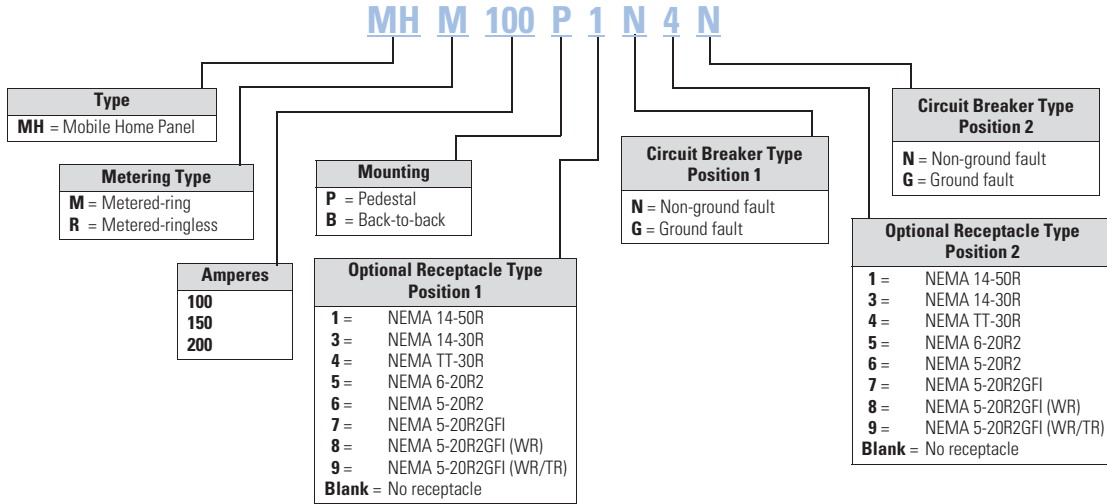 MH M 100 P 1 N 4 N
Type
MH = Mobile Home Panel
Metering Type
M = Metered-ring
R = Metered-ringless
Amperes
100
150
200
Mounting
P = Pedestal
B = Back-to-back
Optional Receptacle Type
Position 1
1 = NEMA 14-50R
3 = NEMA 14-30R
4 = NEMA TT-30R
5 = NEMA 6-20R2
6 = NEMA 5-20R2
7 = NEMA 5-20R2GFI
8 = NEMA 5-20R2GFI (WR)
9 = NEMA 5-20R2GFI (WR/TR)
Blank = No receptacle
Circuit Breaker Type
Position 1
N = Non-ground fault
G = Ground fault
Circuit Breaker Type
Position 2
N = Non-ground fault
G = Ground fault
Optional Receptacle Type
Position 2
1 = NEMA 14-50R
3 = NEMA 14-30R
4 = NEMA TT-30R
5 = NEMA 6-20R2
6 = NEMA 5-20R2
7 = NEMA 5-20R2GFI
8 = NEMA 5-20R2GFI (WR)
9 = NEMA 5-20R2GFI (WR/TR)
Blank = No receptacle